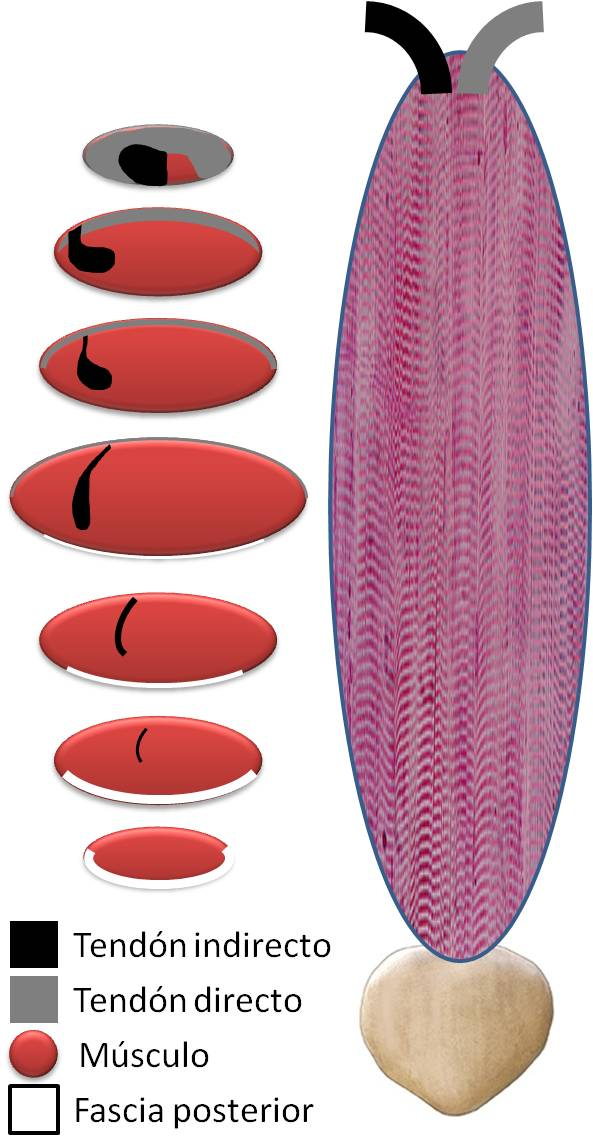 Tendón indirecto
Tendón directo
Músculo
Fascia posterior